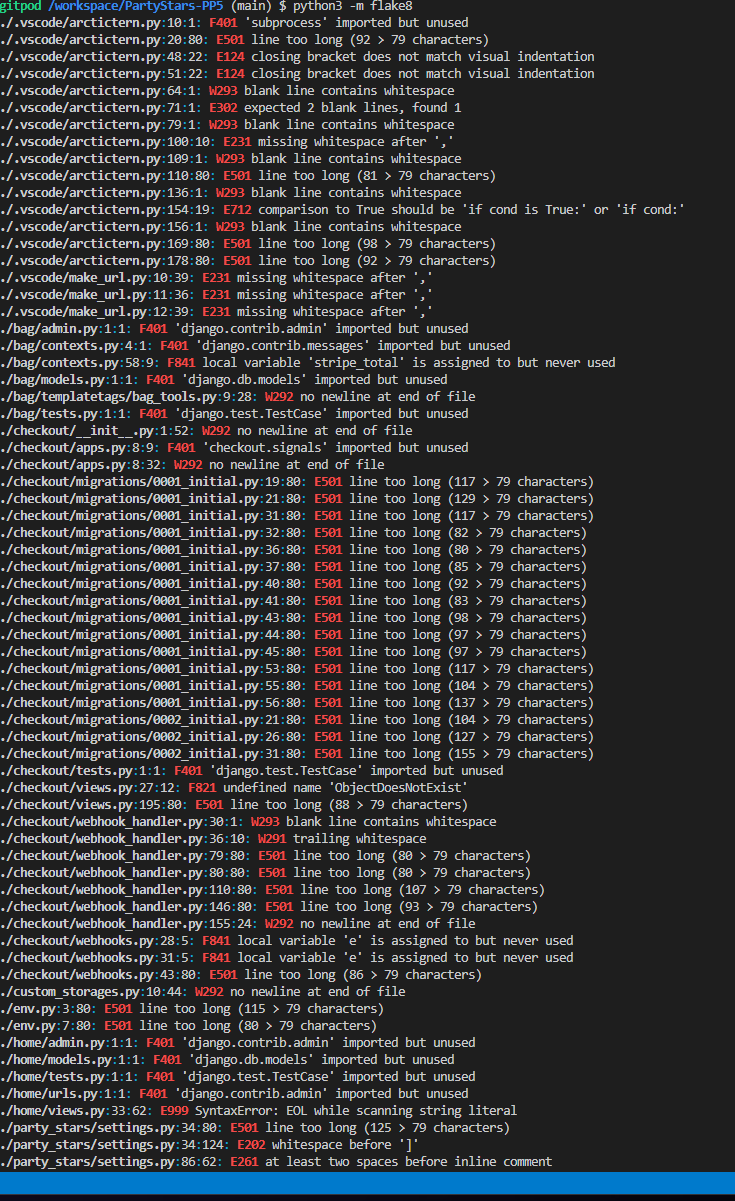 gitpod /workspace/PartyStars-PP5 (main) $ python3 -m flake8
./.vscode/arctictern.py:10:1: F401 'subprocess' imported but unused
./.vscode/arctictern.py:20:80: E501 line too long (92 > 79 characters)
./.vscode/arctictern.py:48:22: E124 closing bracket does not match visual indentation
./.vscode/arctictern.py:51:22: E124 closing bracket does not match visual indentation
./.vscode/arctictern.py:64:1: W293 blank line contains whitespace
./.vscode/arctictern.py:71:1: E302 expected 2 blank lines, found 1
./.vscode/arctictern.py:79:1: W293 blank line contains whitespace
./.vscode/arctictern.py:100:10: E231 missing whitespace after ','
./.vscode/arctictern.py:109:1: W293 blank line contains whitespace
./.vscode/arctictern.py:110:80: E501 line too long (81 > 79 characters)
./.vscode/arctictern.py:136:1: W293 blank line contains whitespace
./.vscode/arctictern.py:154:19: E712 comparison to True should be 'if cond is True:' or 'if cond:'
./.vscode/arctictern.py:156:1: W293 blank line contains whitespace
./.vscode/arctictern.py:169:80: E501 line too long (98 > 79 characters)
./.vscode/arctictern.py:178:80: E501 line too long (92 > 79 characters)
./.vscode/make_url.py:10:39: E231 missing whitespace after ','
./.vscode/make_url.py:11:36: E231 missing whitespace after ','
./.vscode/make_url.py:12:39: E231 missing whitespace after ','
./bag/admin.py:1:1: F401 'django.contrib.admin' imported but unused
./bag/contexts.py:4:1: F401 'django.contrib.messages' imported but unused
./bag/contexts.py:58:9: F841 local variable 'stripe_total' is assigned to but never used
./bag/models.py:1:1: F401 'django.db.models' imported but unused
./bag/templatetags/bag_tools.py:9:28: W292 no newline at end of file
./bag/tests.py:1:1: F401 'django.test.TestCase' imported but unused
./checkout/__init__.py:1:52: W292 no newline at end of file
./checkout/apps.py:8:9: F401 'checkout.signals' imported but unused
./checkout/apps.py:8:32: W292 no newline at end of file
./checkout/migrations/0001_initial.py:19:80: E501 line too long (117 > 79 characters)
./checkout/migrations/0001_initial.py:21:80: E501 line too long (129 > 79 characters)
./checkout/migrations/0001_initial.py:31:80: E501 line too long (117 > 79 characters)
./checkout/migrations/0001_initial.py:32:80: E501 line too long (82 > 79 characters)
./checkout/migrations/0001_initial.py:36:80: E501 line too long (80 > 79 characters)
./checkout/migrations/0001_initial.py:37:80: E501 line too long (85 > 79 characters)
./checkout/migrations/0001_initial.py:40:80: E501 line too long (92 > 79 characters)
./checkout/migrations/0001_initial.py:41:80: E501 line too long (83 > 79 characters)
./checkout/migrations/0001_initial.py:43:80: E501 line too long (98 > 79 characters)
./checkout/migrations/0001_initial.py:44:80: E501 line too long (97 > 79 characters)
./checkout/migrations/0001_initial.py:45:80: E501 line too long (97 > 79 characters)
./checkout/migrations/0001_initial.py:53:80: E501 line too long (117 > 79 characters)
./checkout/migrations/0001_initial.py:55:80: E501 line too long (104 > 79 characters)
./checkout/migrations/0001_initial.py:56:80: E501 line too long (137 > 79 characters)
./checkout/migrations/0002_initial.py:21:80: E501 line too long (104 > 79 characters)
./checkout/migrations/0002_initial.py:26:80: E501 line too long (127 > 79 characters)
./checkout/migrations/0002_initial.py:31:80: E501 line too long (155 > 79 characters)
./checkout/tests.py:1:1: F401 'django.test.TestCase' imported but unused
./checkout/views.py:27:12: F821 undefined name 'ObjectDoesNotExist'
./checkout/views.py:195:80: E501 line too long (88 > 79 characters)
./checkout/webhook_handler.py:30:1: W293 blank line contains whitespace
./checkout/webhook_handler.py:36:10: W291 trailing whitespace
./checkout/webhook_handler.py:79:80: E501 line too long (80 > 79 characters)
./checkout/webhook_handler.py:80:80: E501 line too long (80 > 79 characters)
./checkout/webhook_handler.py:110:80: E501 line too long (107 > 79 characters)
./checkout/webhook_handler.py:146:80: E501 line too long (93 > 79 characters)
./checkout/webhook_handler.py:155:24: W292 no newline at end of file
./checkout/webhooks.py:28:5: F841 local variable 'e' is assigned to but never used
./checkout/webhooks.py:31:5: F841 local variable 'e' is assigned to but never used
./checkout/webhooks.py:43:80: E501 line too long (86 > 79 characters)
./custom_storages.py:10:44: W292 no newline at end of file
./env.py:3:80: E501 line too long (115 > 79 characters)
./env.py:7:80: E501 line too long (80 > 79 characters)
./home/admin.py:1:1: F401 'django.contrib.admin' imported but unused
./home/models.py:1:1: F401 'django.db.models' imported but unused
./home/tests.py:1:1: F401 'django.test.TestCase' imported but unused
./home/urls.py:1:1: F401 'django.contrib.admin' imported but unused
./home/views.py:33:62: E999 SyntaxError: EOL while scanning string literal
./party_stars/settings.py:34:80: E501 line too long (125 > 79 characters)
./party_stars/settings.py:34:124: E202 whitespace before ']'
./party_stars/settings.py:86:62: E261 at least two spaces before inline comment